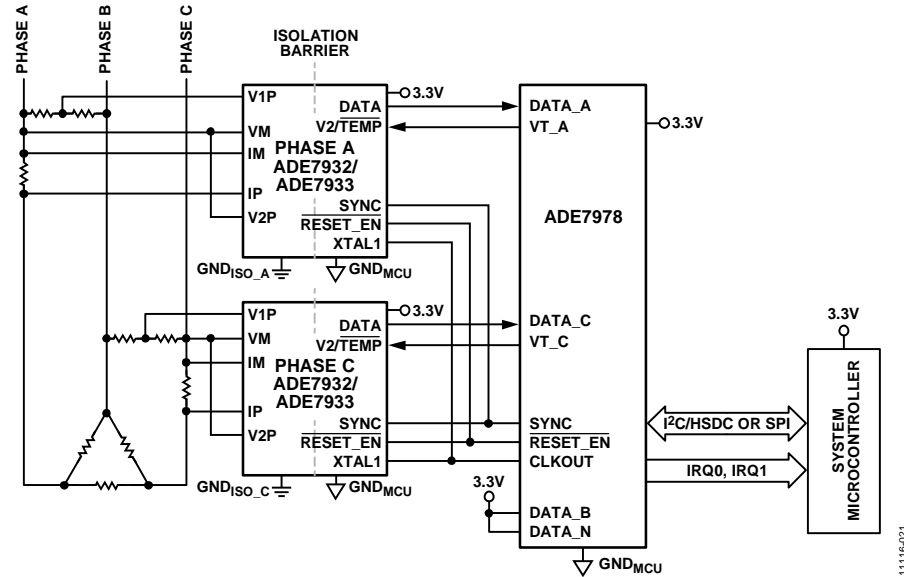 PHASE A
PHASE B
PHASE C
ISOLATION
BARRIER
V1P
VM
IM
IP
V2P
DATA
V2/TEMP
PHASE A
ADE7932/
ADE7933
SYNC
RESET_EN
XTAL1
3.3V
GNDISO_A
GNDMCU
V1P
VM
IM
IP
V2P
DATA
V2/TEMP
PHASE C
ADE7932/
ADE7933
SYNC
RESET_EN
XTAL1
3.3V
GNDISO_C
GNDMCU
DATA_A
VT_A
3.3V
ADE7978
DATA_C
VT_C
SYNC
RESET_EN
CLKOUT
3.3V
DATA_B
DATA_N
GNDMCU
I2C/HSDC OR SPI
IRQ0, IRQ1
3.3V
SYSTEM
MICROCONTROLLER
11116-021